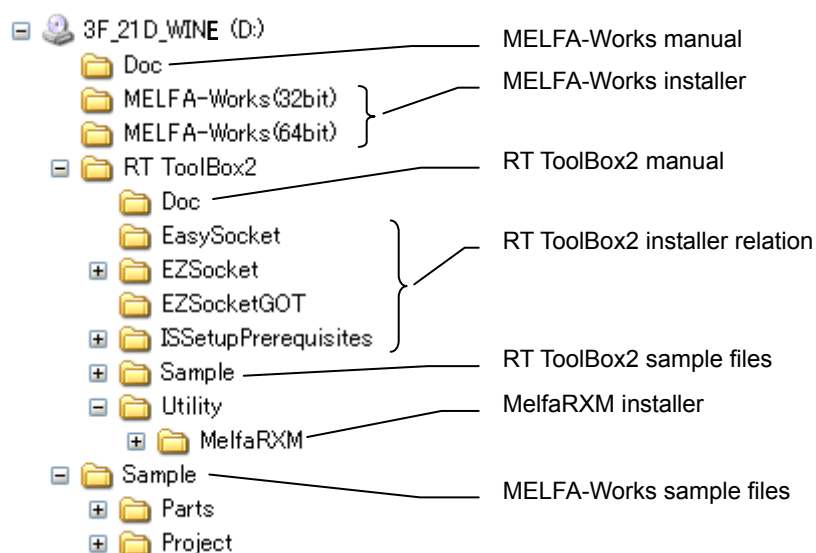 3F_21D_WINE (D:)
Doc
MELFA-Works manual
MELFA-Works(32bit)
MELFA-Works installer
MELFA-Works(64bit)
RT ToolBox2
RT ToolBox2 manual
Doc
EasySocket
EZSocket
RT ToolBox2 installer relation
EZSocketGOT
ISSetupPrerequisites
Sample
RT ToolBox2 sample files
Utility
MelfaRXM installer
MelfaRXM
Sample
MELFA-Works sample files
Parts
Project